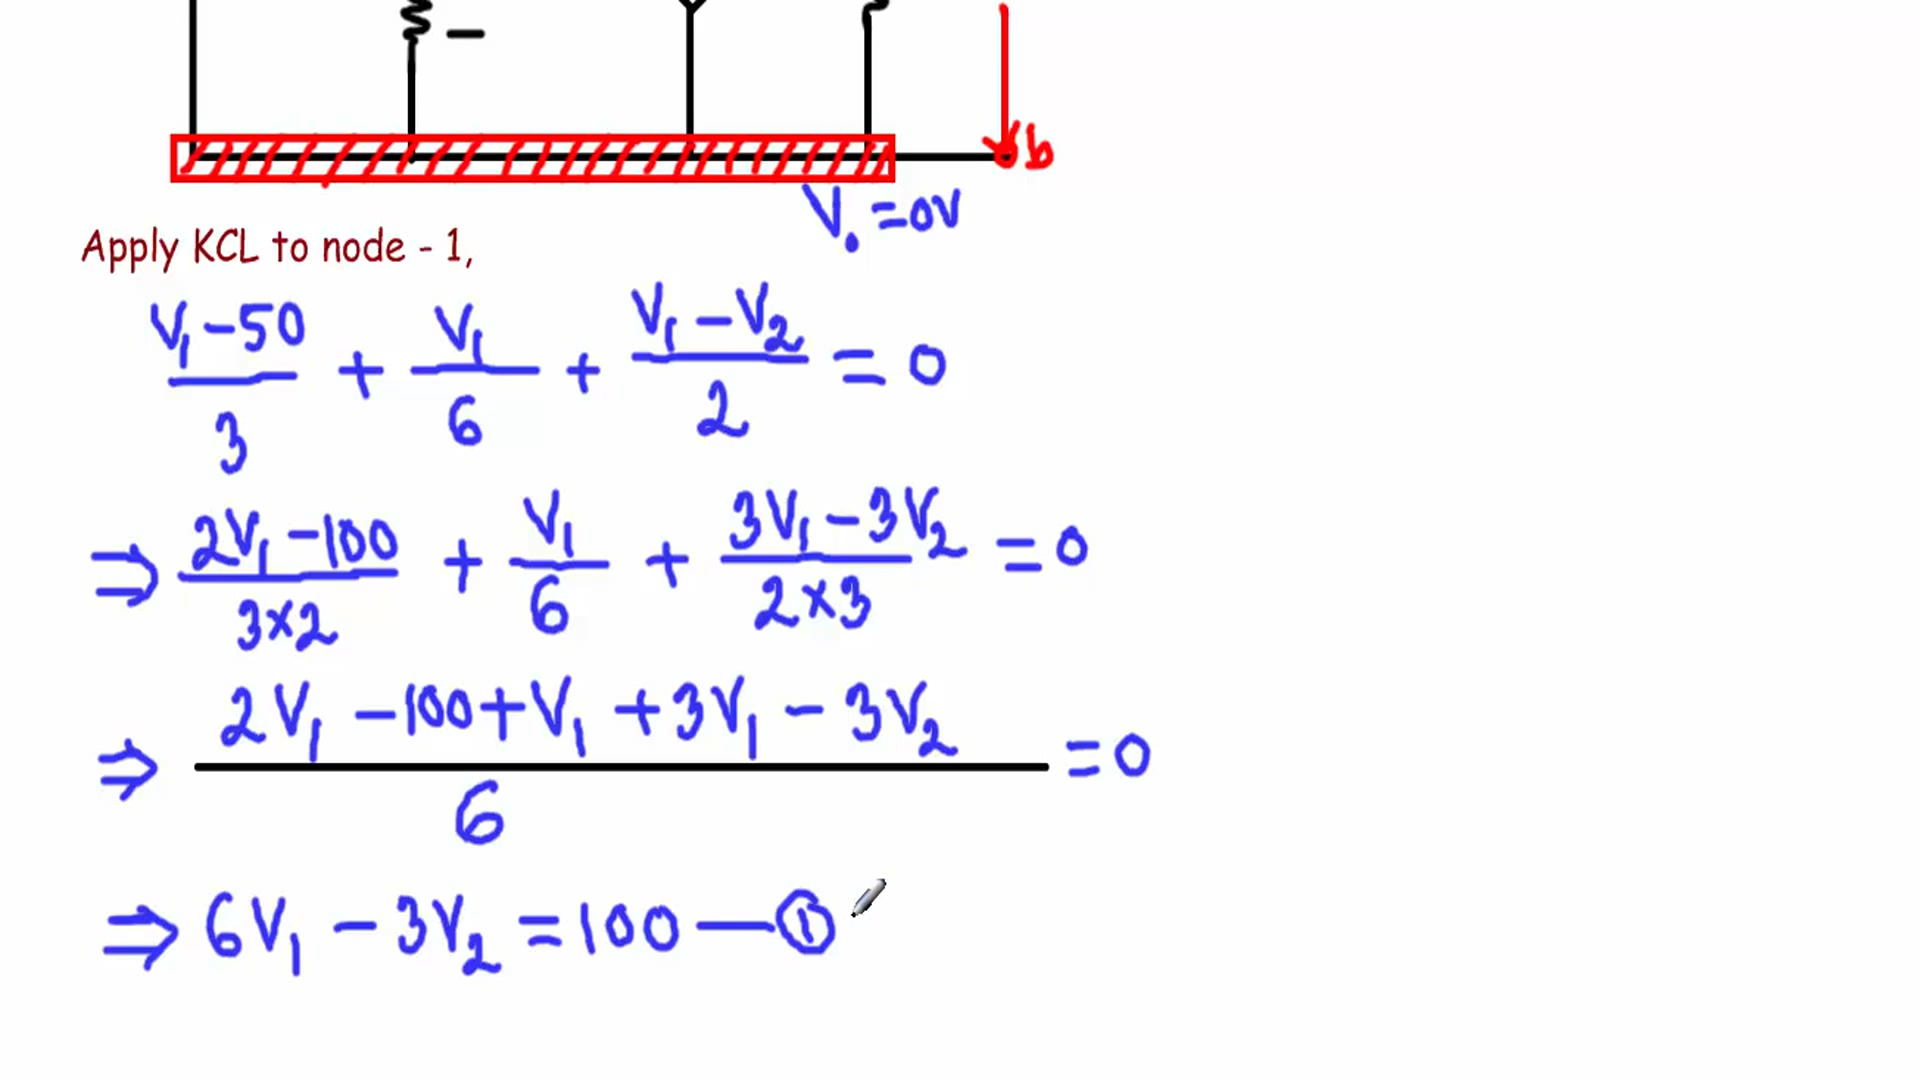 b
V₀ = 0V
Apply KCL to node - 1,
(V₁ - 50)/3 + V₁/6 + (V₁ - V₂)/2 = 0
⇒ (2V₁ - 100)/(3×2) + V₁/6 + (3V₁ - 3V₂)/(2×3) = 0
⇒ (2V₁ - 100 + V₁ + 3V₁ - 3V₂)/6 = 0
⇒ 6V₁ - 3V₂ = 100 — ①